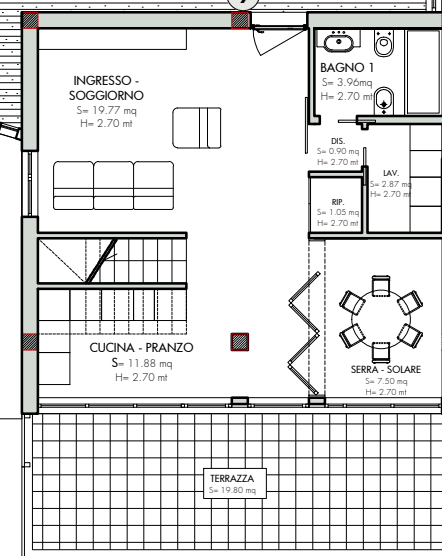 INGRESSO -
SOGGIORNO
S= 19.77 mq
H= 2.70 mt
BAGNO 1
S= 3.96mq
H= 2.70 mt
DIS.
S= 0.90 mq
H= 2.70 mt
LAV.
S= 2.87 mq
H= 2.70 mt
RIP.
S= 1.05 mq
H= 2.70 mt
CUCINA - PRANZO
S= 11.88 mq
H= 2.70 mt
SERRA - SOLARE
S= 7.50 mq
H= 2.70 mt
TERRAZZA
S= 19.80 mq